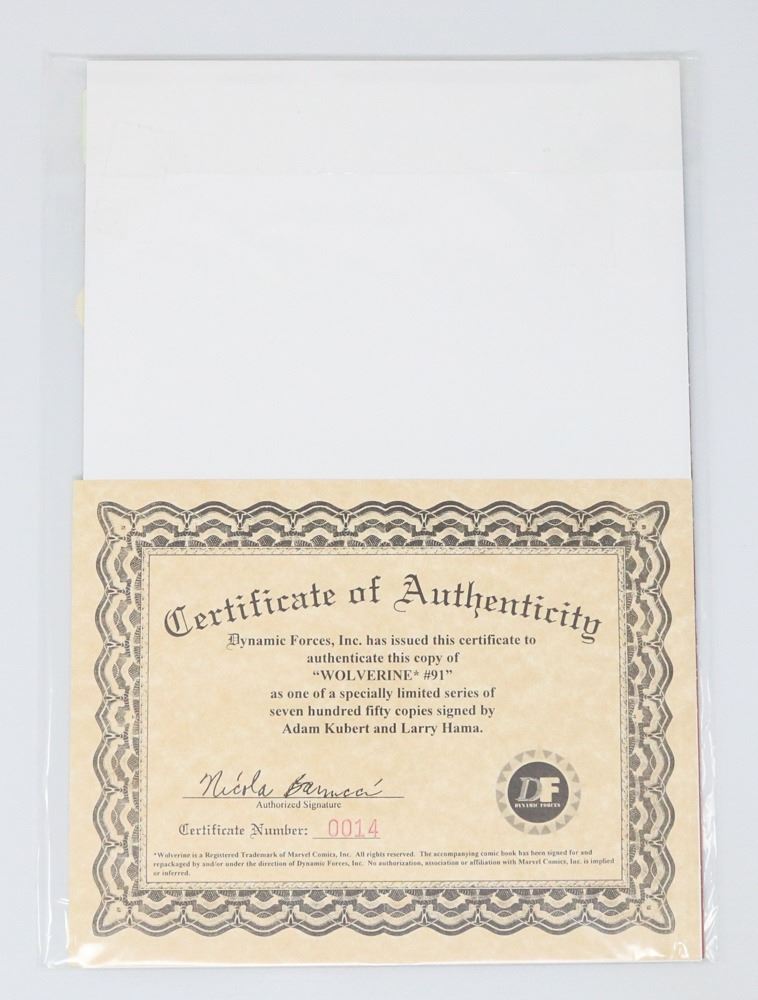 Certificate of Authenticity
Dynamic Forces, Inc. has issued this certificate to
authenticate this copy of
“WOLVERINE* #91”
as one of a specially limited series of
seven hundred fifty copies signed by
Adam Kubert and Larry Hama.
Nicola Barrucci
Authorized Signature
Certificate Number: 0014
DF
DYNAMIC FORCES
*Wolverine is a Registered Trademark of Marvel Comics, Inc. All rights reserved. The accompanying comic book has been signed for and
repackaged by and/or under the direction of Dynamic Forces, Inc. No authorization, association or affiliation with Marvel Comics, Inc. is implied
or inferred.